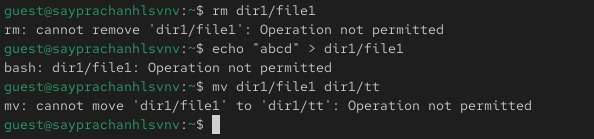 guest@sayprachanhlsvnv:~$ rm dir1/file1
rm: cannot remove 'dir1/file1': Operation not permitted
guest@sayprachanhlsvnv:~$ echo "abcd" > dir1/file1
bash: dir1/file1: Operation not permitted
guest@sayprachanhlsvnv:~$ mv dir1/file1 dir1/tt
mv: cannot move 'dir1/file1' to 'dir1/tt': Operation not permitted
guest@sayprachanhlsvnv:~$